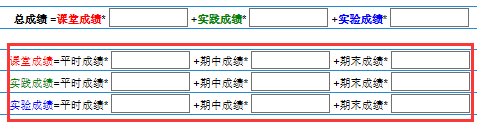 总成绩 =课堂成绩* +实践成绩* +实验成绩*
课堂成绩=平时成绩* +期中成绩* +期末成绩*
实践成绩=平时成绩* +期中成绩* +期末成绩*
实验成绩=平时成绩* +期中成绩* +期末成绩*